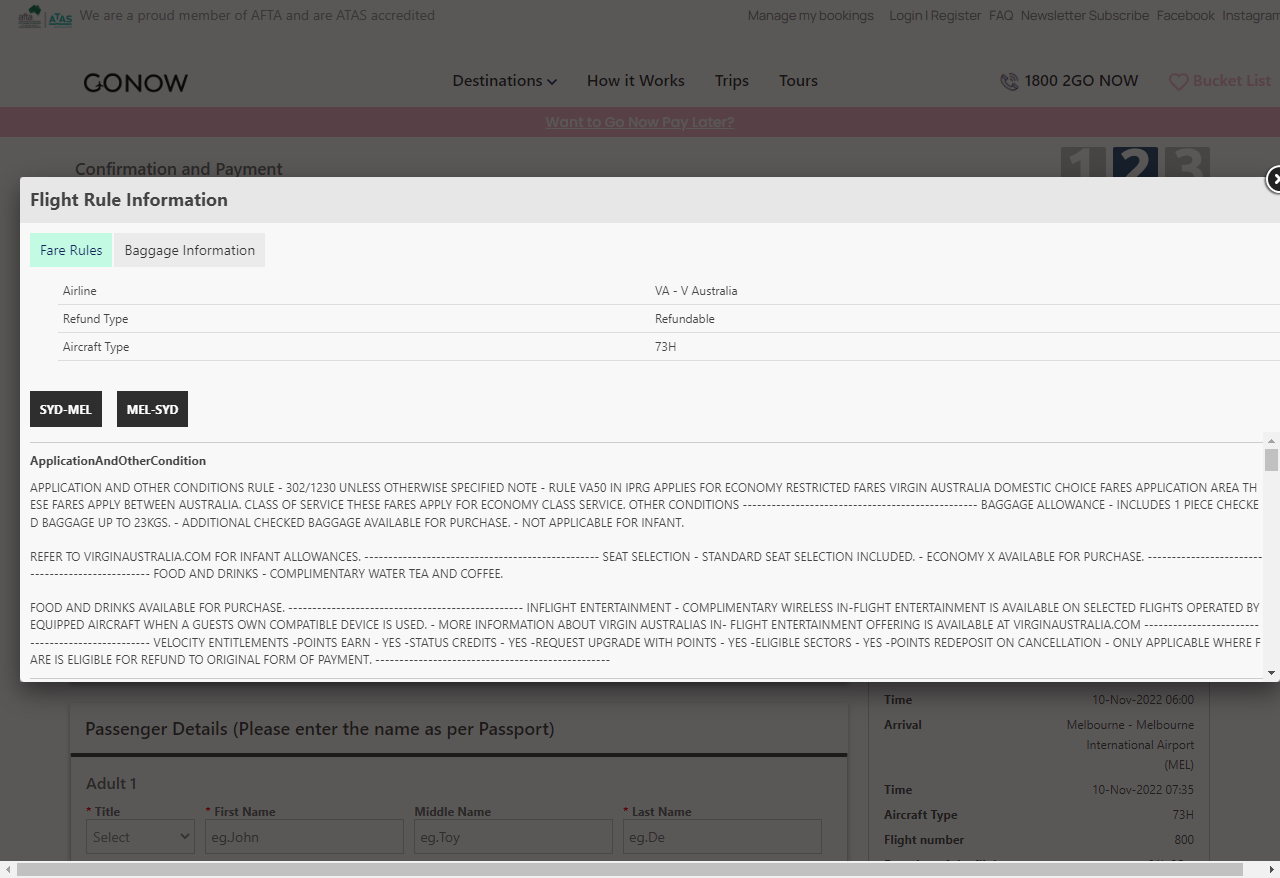 We are a proud member of AFTA and are ATAS accredited
Manage my bookings Login | Register FAQ Newsletter Subscribe Facebook Instagram
ATAS
GONOW
Destinations How it Works Trips Tours
1800 2GO NOW Bucket List
Want to Go Now Pay Later?
Confirmation and Payment
1 2 3
Flight Rule Information
Fare Rules Baggage Information
Airline VA - V Australia
Refund Type Refundable
Aircraft Type 73H
SYD-MEL MEL-SYD
ApplicationAndOtherCondition
APPLICATION AND OTHER CONDITIONS RULE - 302/1230 UNLESS OTHERWISE SPECIFIED NOTE - RULE VA50 IN IPRG APPLIES FOR ECONOMY RESTRICTED FARES VIRGIN AUSTRALIA DOMESTIC CHOICE FARES APPLICATION AREA TH
ESE FARES APPLY BETWEEN AUSTRALIA. CLASS OF SERVICE THESE FARES APPLY FOR ECONOMY CLASS SERVICE. OTHER CONDITIONS ------------------------------------------------- BAGGAGE ALLOWANCE - INCLUDES 1 PIECE CHECKE
D BAGGAGE UP TO 23KGS. - ADDITIONAL CHECKED BAGGAGE AVAILABLE FOR PURCHASE. - NOT APPLICABLE FOR INFANT.
REFER TO VIRGINAUSTRALIA.COM FOR INFANT ALLOWANCES. ------------------------------------------------- SEAT SELECTION - STANDARD SEAT SELECTION INCLUDED. - ECONOMY X AVAILABLE FOR PURCHASE. ------------------------
------------------------- FOOD AND DRINKS - COMPLIMENTARY WATER TEA AND COFFEE.
FOOD AND DRINKS AVAILABLE FOR PURCHASE. ------------------------------------------------- INFLIGHT ENTERTAINMENT - COMPLIMENTARY WIRELESS IN-FLIGHT ENTERTAINMENT IS AVAILABLE ON SELECTED FLIGHTS OPERATED BY
EQUIPPED AIRCRAFT WHEN A GUESTS OWN COMPATIBLE DEVICE IS USED. - MORE INFORMATION ABOUT VIRGIN AUSTRALIAS IN- FLIGHT ENTERTAINMENT OFFERING IS AVAILABLE AT VIRGINAUSTRALIA.COM ------------------------
------------------------- VELOCITY ENTITLEMENTS -POINTS EARN - YES -STATUS CREDITS - YES -REQUEST UPGRADE WITH POINTS - YES -ELIGIBLE SECTORS - YES -POINTS REDEPOSIT ON CANCELLATION - ONLY APPLICABLE WHERE F
ARE IS ELIGIBLE FOR REFUND TO ORIGINAL FORM OF PAYMENT. -------------------------------------------------
Time 10-Nov-2022 06:00
Arrival Melbourne - Melbourne
International Airport
(MEL)
Time 10-Nov-2022 07:35
Aircraft Type 73H
Flight number 800
Passenger Details (Please enter the name as per Passport)
Adult 1
* Title * First Name Middle Name * Last Name
Select eg.John eg.Toy eg.De